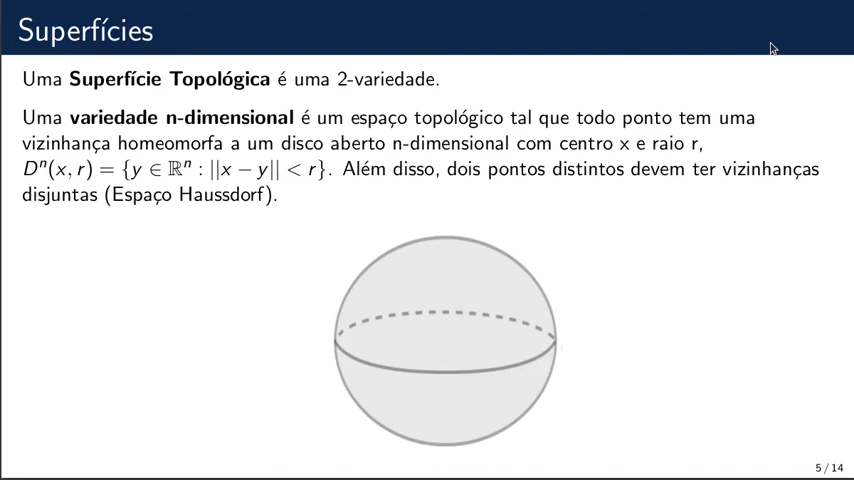 Superfícies
Uma Superfície Topológica é uma 2-variedade.
Uma variedade n-dimensional é um espaço topológico tal que todo ponto tem uma
vizinhança homeomorfa a um disco aberto n-dimensional com centro x e raio r,
Dⁿ(x, r) = {y ∈ ℝⁿ : ||x − y|| < r}. Além disso, dois pontos distintos devem ter vizinhanças
disjuntas (Espaço Haussdorf).
5 / 14